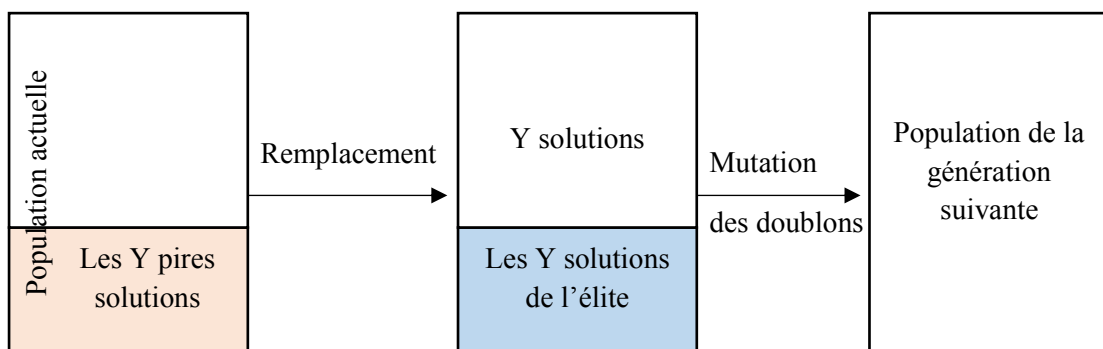 Population actuelle
Les Y pires
solutions
Remplacement
Y solutions
Les Y solutions
de l’élite
Mutation
des doublons
Population de la
génération
suivante